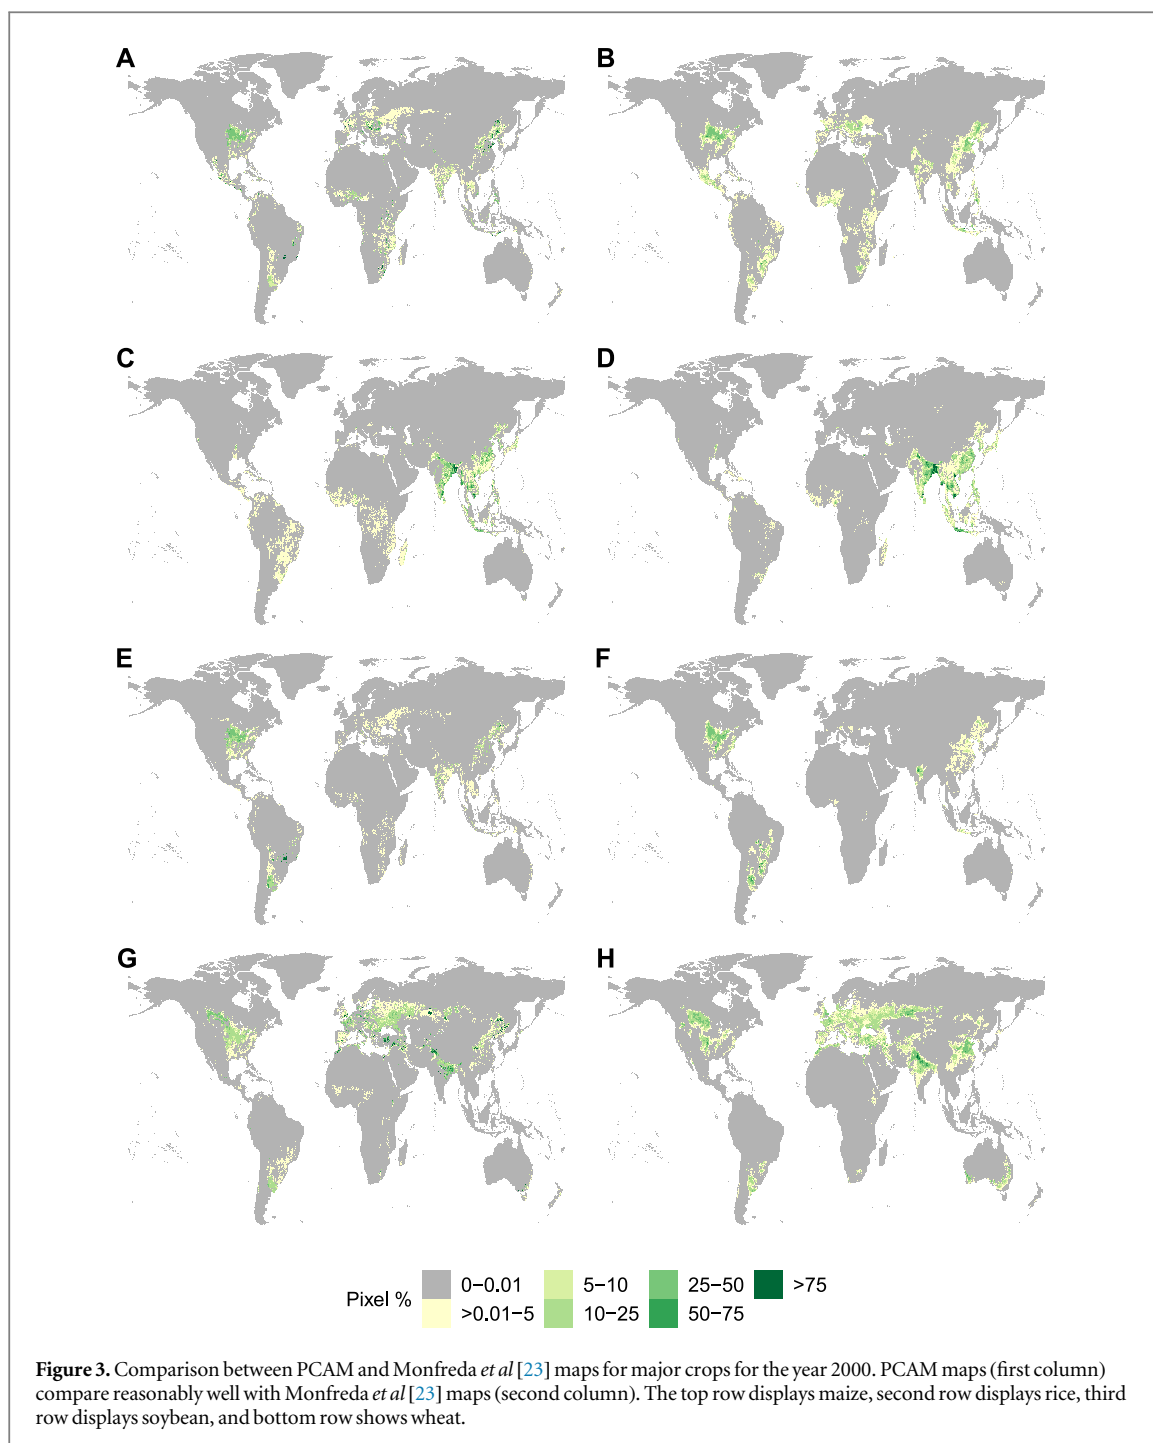 A
B
C
D
E
F
G
H
Pixel %
0–0.01
5–10
25–50
>75
>0.01–5
10–25
50–75
Figure 3. Comparison between PCAM and Monfreda et al [23] maps for major crops for the year 2000. PCAM maps (first column)
compare reasonably well with Monfreda et al [23] maps (second column). The top row displays maize, second row displays rice, third
row displays soybean, and bottom row shows wheat.